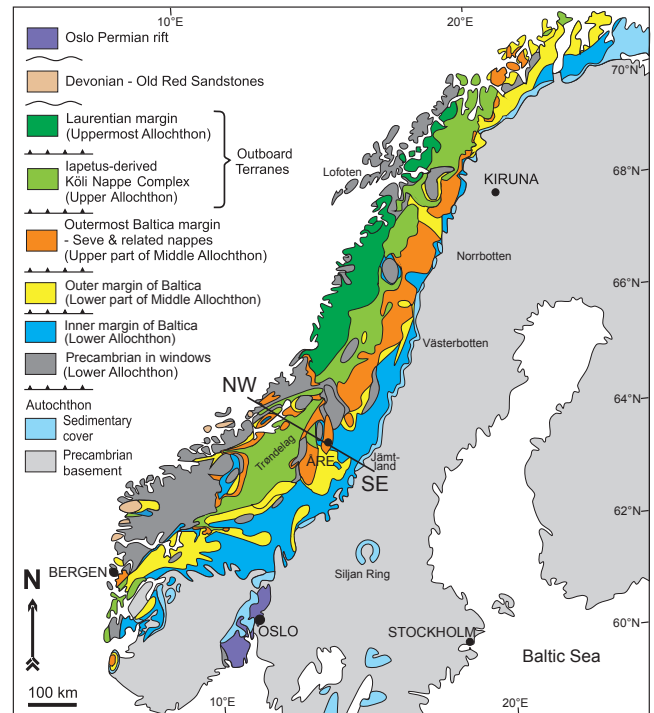 10°E
20°E
Oslo Permian rift
Devonian - Old Red Sandstones
Laurentian margin
(Uppermost Allochthon)
Iapetus-derived
Köli Nappe Complex
(Upper Allochthon)
Outboard
Terranes
Outermost Baltica margin
- Seve & related nappes
(Upper part of Middle Allochthon)
Outer margin of Baltica
(Lower part of Middle Allochthon)
Inner margin of Baltica
(Lower Allochthon)
Precambrian in windows
(Lower Allochthon)
Autochthon
Sedimentary
cover
Precambrian
basement
70°N
68°N
Lofoten
KIRUNA
Norrbotten
66°N
Västerbotten
NW
64°N
Trøndelag
ÅRE
Jämt-
land
SE
62°N
BERGEN
Siljan Ring
N
OSLO
STOCKHOLM
60°N
Baltic Sea
100 km
10°E
20°E